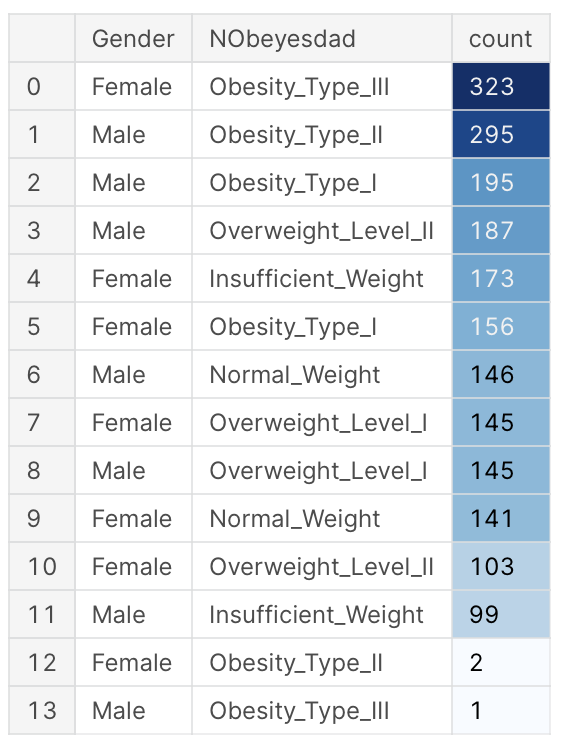 Gender NObeyesdad count
0 Female Obesity_Type_III 323
1 Male Obesity_Type_II 295
2 Male Obesity_Type_I 195
3 Male Overweight_Level_II 187
4 Female Insufficient_Weight 173
5 Female Obesity_Type_I 156
6 Male Normal_Weight 146
7 Female Overweight_Level_I 145
8 Male Overweight_Level_I 145
9 Female Normal_Weight 141
10 Female Overweight_Level_II 103
11 Male Insufficient_Weight 99
12 Female Obesity_Type_II 2
13 Male Obesity_Type_III 1